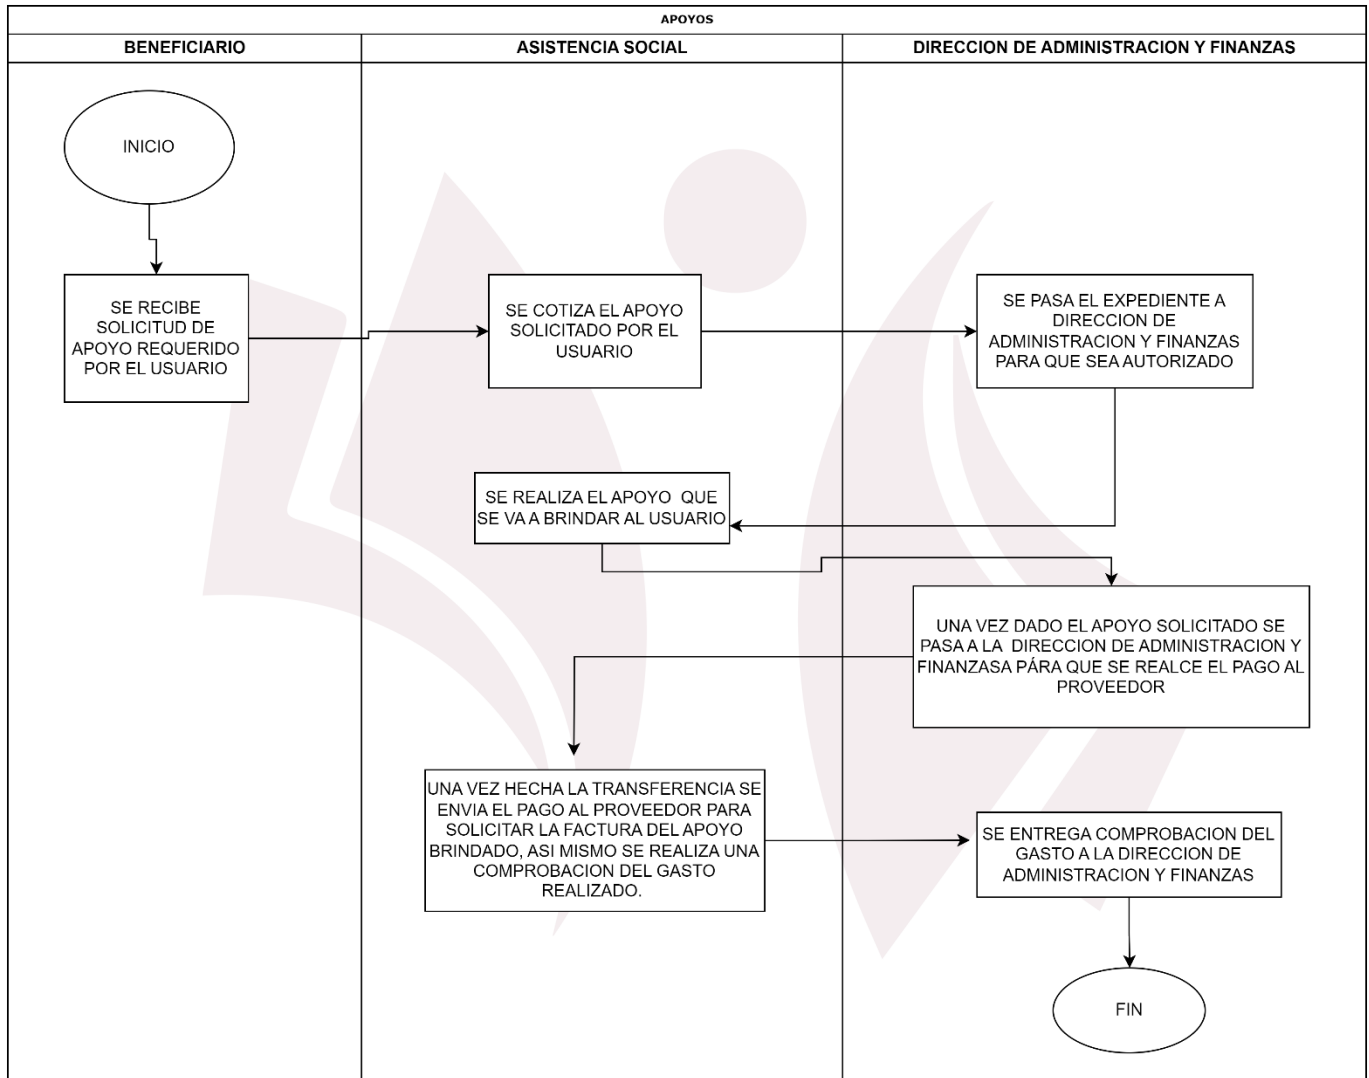 APOYOS
BENEFICIARIO
ASISTENCIA SOCIAL
DIRECCION DE ADMINISTRACION Y FINANZAS
INICIO
SE RECIBE
SOLICITUD DE
APOYO REQUERIDO
POR EL USUARIO
SE COTIZA EL APOYO
SOLICITADO POR EL
USUARIO
SE PASA EL EXPEDIENTE A
DIRECCION DE
ADMINISTRACION Y FINANZAS
PARA QUE SEA AUTORIZADO
SE REALIZA EL APOYO QUE
SE VA A BRINDAR AL USUARIO
UNA VEZ DADO EL APOYO SOLICITADO SE
PASA A LA DIRECCION DE ADMINISTRACION Y
FINANZASA PÁRA QUE SE REALCE EL PAGO AL
PROVEEDOR
UNA VEZ HECHA LA TRANSFERENCIA SE
ENVIA EL PAGO AL PROVEEDOR PARA
SOLICITAR LA FACTURA DEL APOYO
BRINDADO, ASI MISMO SE REALIZA UNA
COMPROBACION DEL GASTO
REALIZADO.
SE ENTREGA COMPROBACION DEL
GASTO A LA DIRECCION DE
ADMINISTRACION Y FINANZAS
FIN